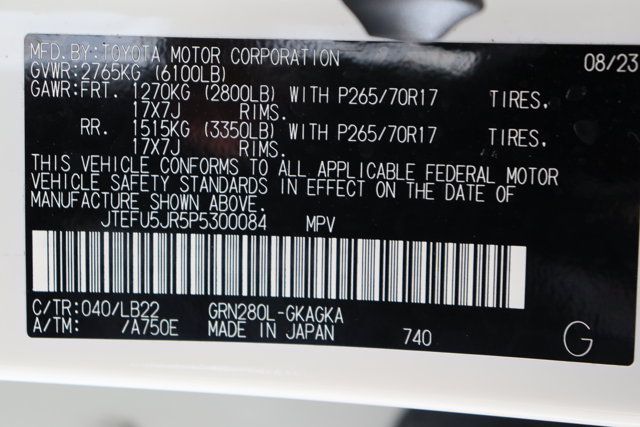 MFD.BY:TOYOTA MOTOR CORPORATION 08/23
GVWR:2765KG (6100LB)
GAWR:FRT. 1270KG (2800LB) WITH P265/70R17 TIRES,
17X7J RIMS.
RR. 1515KG (3350LB) WITH P265/70R17 TIRES,
17X7J RIMS.
THIS VEHICLE CONFORMS TO ALL APPLICABLE FEDERAL MOTOR
VEHICLE SAFETY STANDARDS IN EFFECT ON THE DATE OF
MANUFACTURE SHOWN ABOVE.
JTEFU5JR5P5300084 MPV
C/TR:040/LB22 GRN280L-GKAGKA
A/TM: /A750E MADE IN JAPAN 740 G